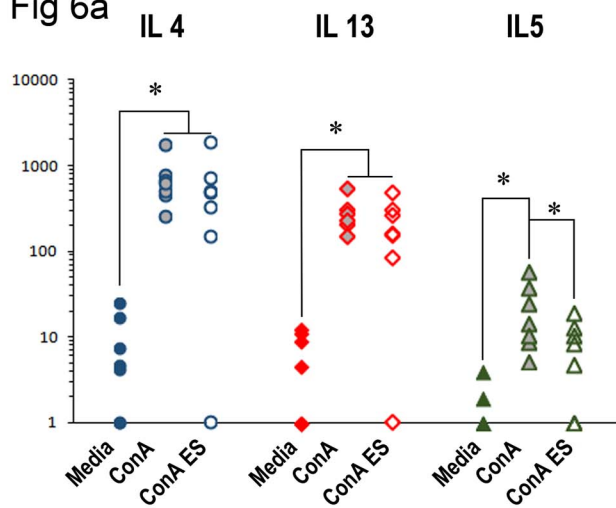 Fig 6a
IL 4 IL 13 IL5
10000
1000
100
10
1
* * * *
Media ConA ConA ES Media ConA ConA ES Media ConA ConA ES